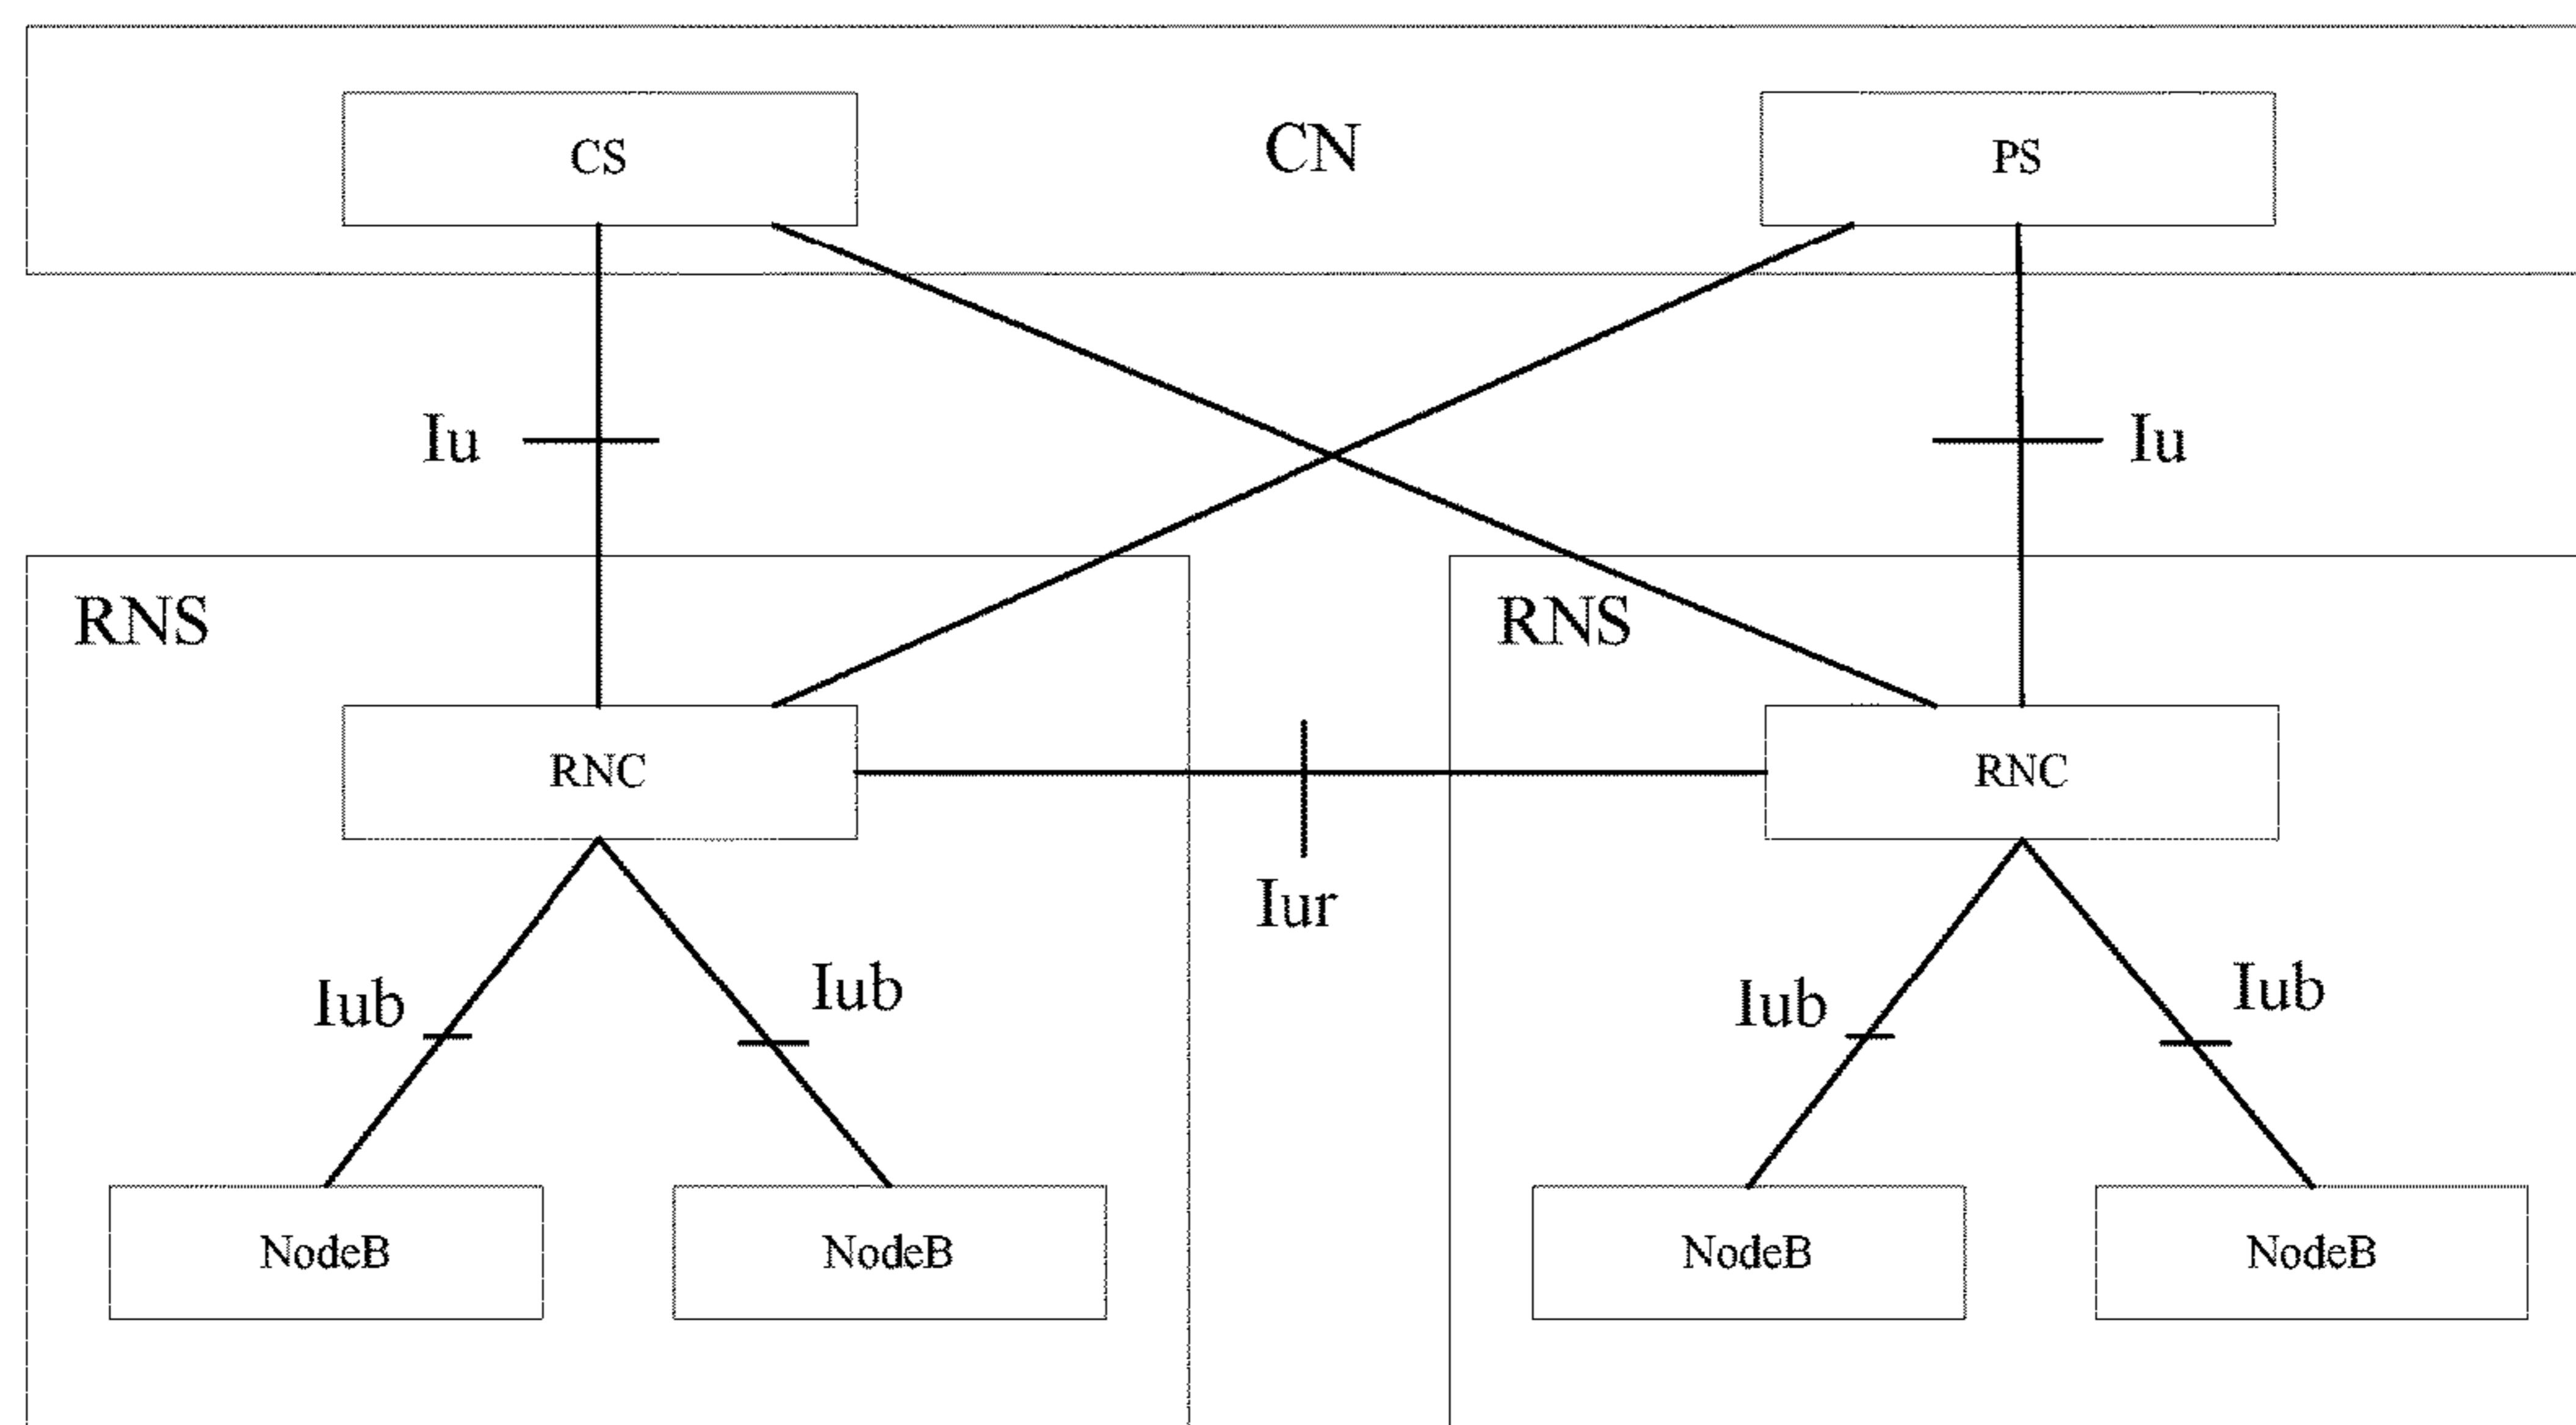 CS
CN
PS
Iu
Iu
RNS
RNS
RNC
RNC
Iur
Iub
Iub
Iub
Iub
NodeB
NodeB
NodeB
NodeB